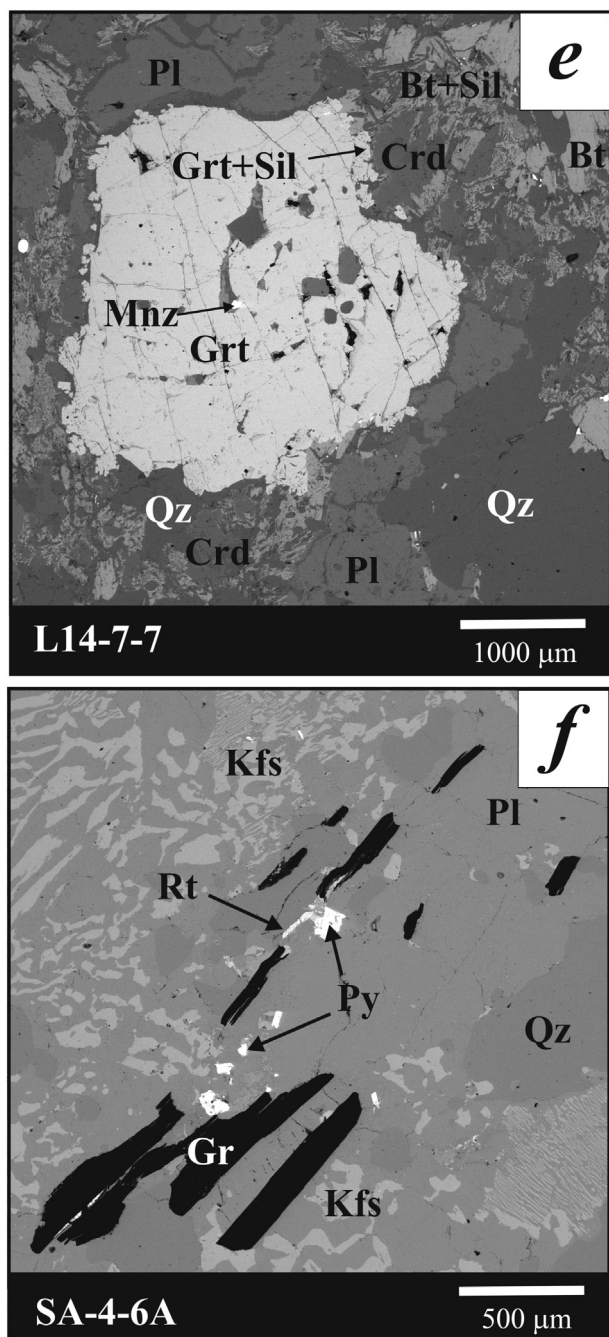 e
Pl
Bt+Sil
Grt+Sil
Crd
Bt
Mnz
Grt
Qz
Qz
Crd
Pl
L14-7-7
1000 μm
f
Kfs
Pl
Rt
Py
Qz
Gr
Kfs
SA-4-6A
500 μm